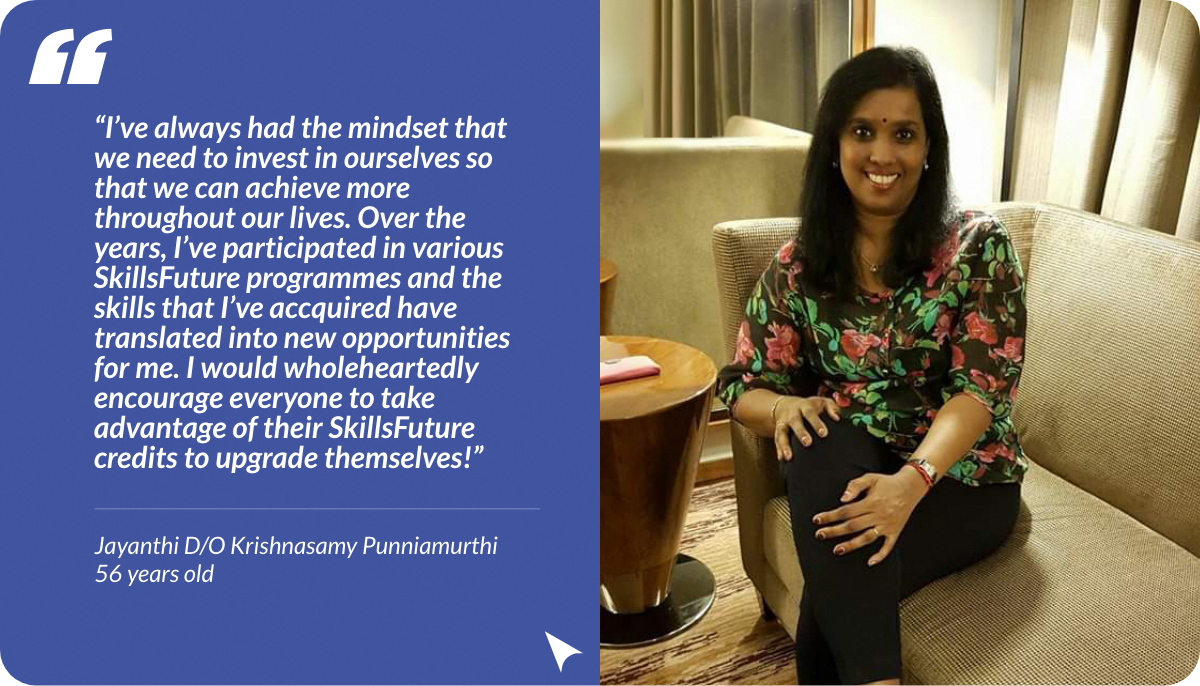 “I’ve always had the mindset that
we need to invest in ourselves so
that we can achieve more
throughout our lives. Over the
years, I’ve participated in various
SkillsFuture programmes and the
skills that I’ve accquired have
translated into new opportunities
for me. I would wholeheartedly
encourage everyone to take
advantage of their SkillsFuture
credits to upgrade themselves!”
Jayanthi D/O Krishnasamy Punniamurthi
56 years old